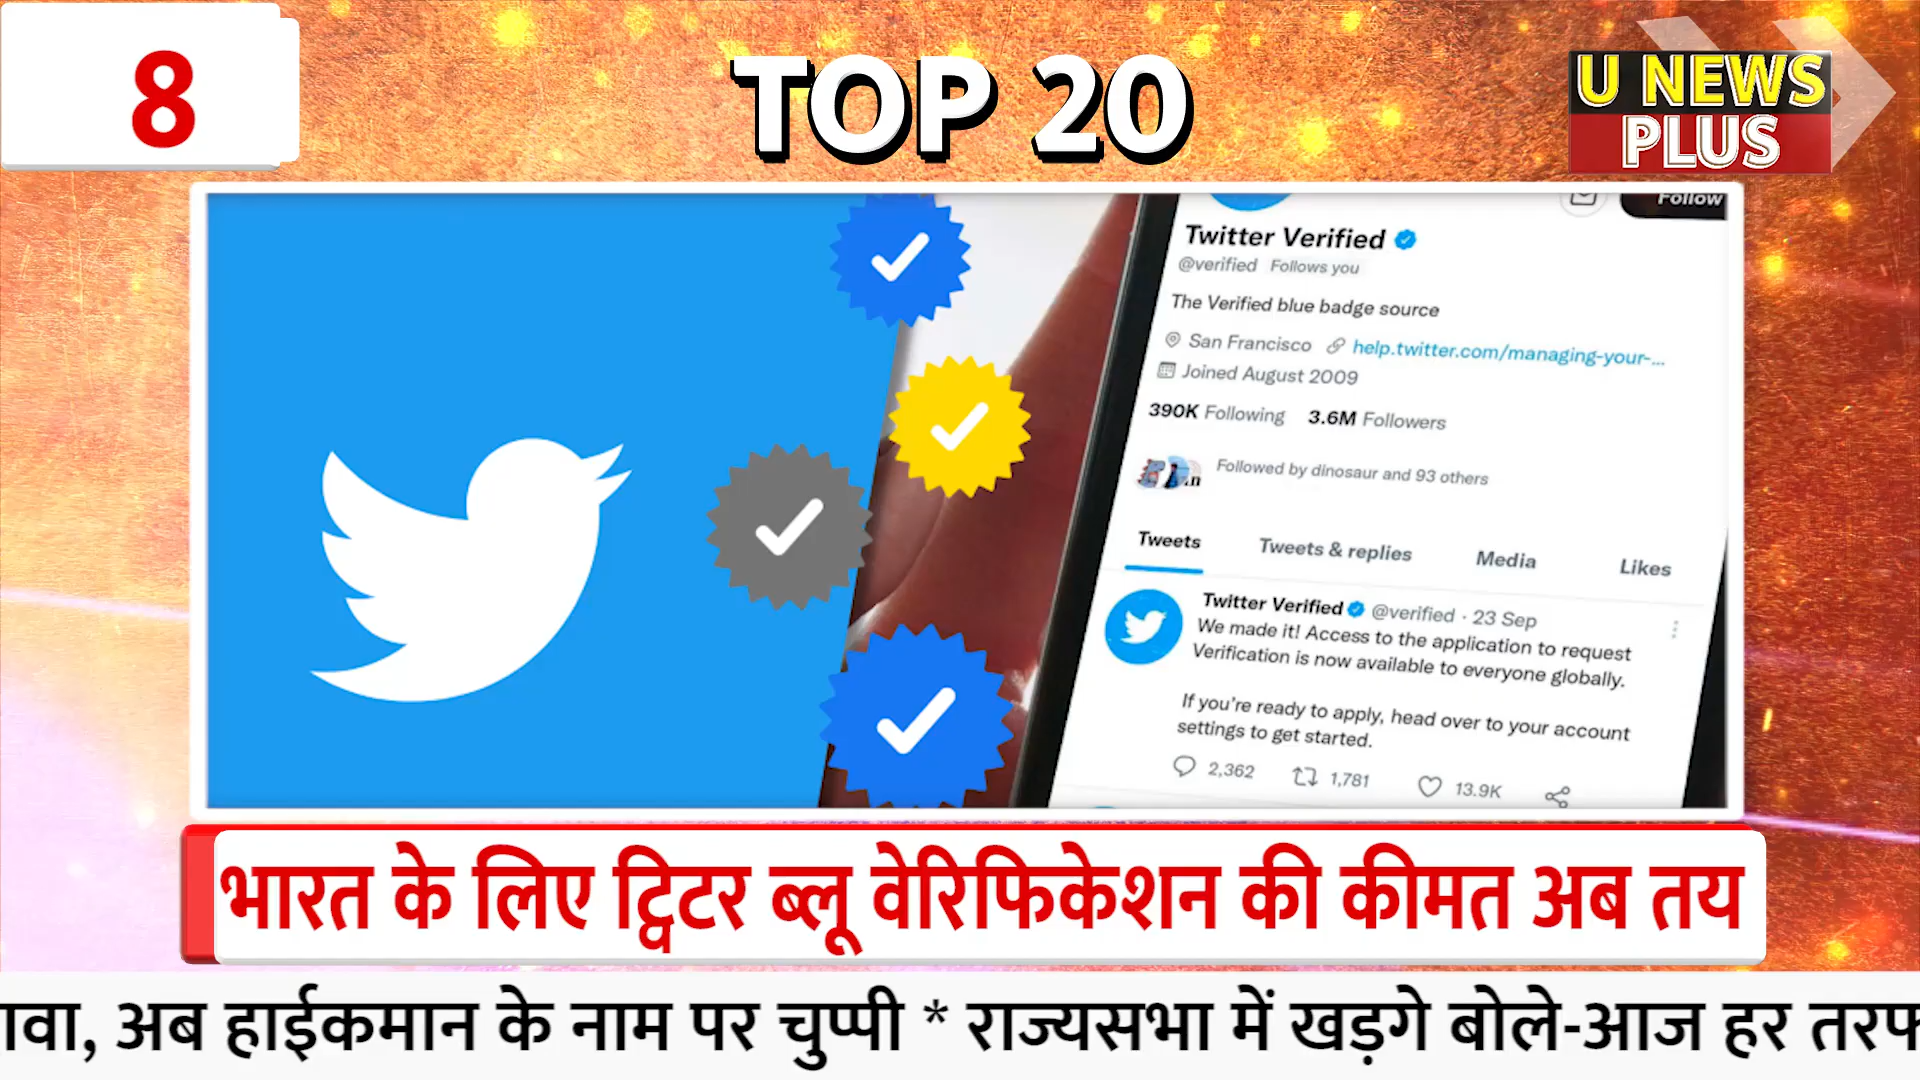 8
TOP 20
U NEWS
PLUS
Follow
Twitter Verified
@verified Follows you
The Verified blue badge source
San Francisco help.twitter.com/managing-your-...
Joined August 2009
390K Following 3.6M Followers
Followed by dinosaur and 93 others
Tweets Tweets & replies Media Likes
Twitter Verified @verified · 23 Sep
We made it! Access to the application to request
Verification is now available to everyone globally.
If you're ready to apply, head over to your account
settings to get started.
2,362 1,781 13.9K
भारत के लिए ट्विटर ब्लू वेरिफिकेशन की कीमत अब तय
अब हाईकमान के नाम पर चुप्पी * राज्यसभा में खड़गे बोले-आज हर तरफ